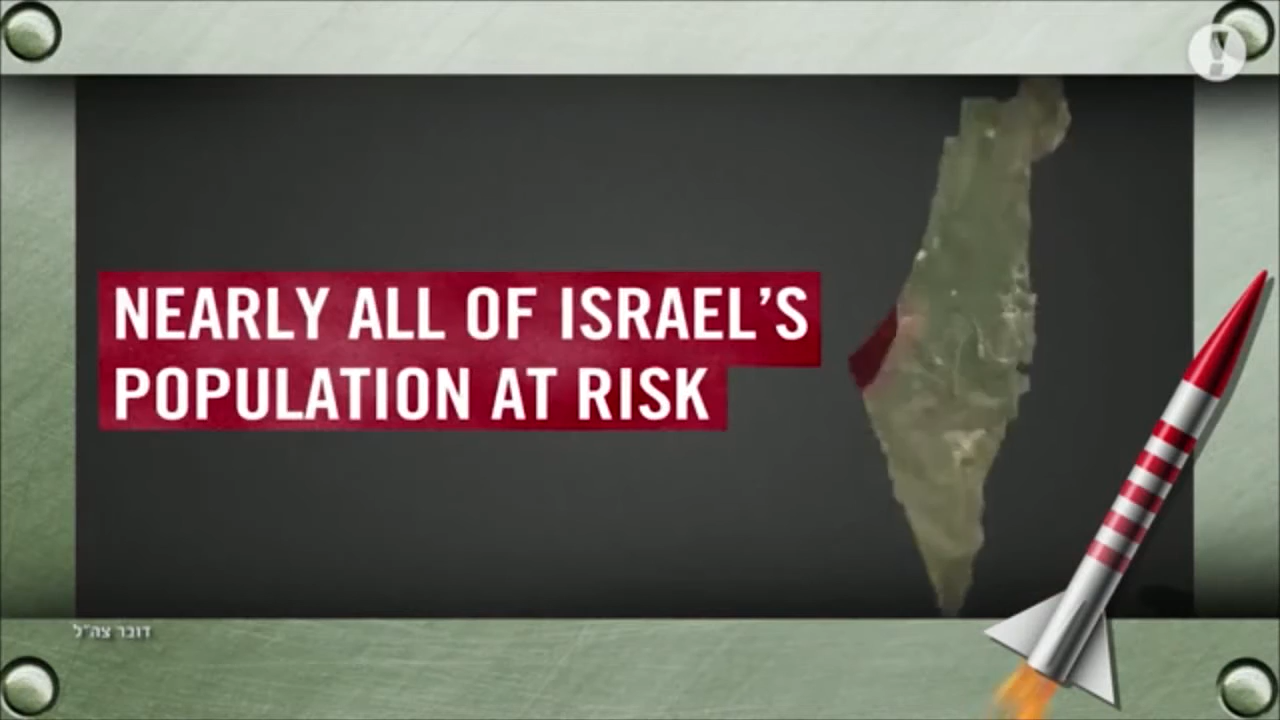 NEARLY ALL OF ISRAEL’S
POPULATION AT RISK
דובר צה"ל